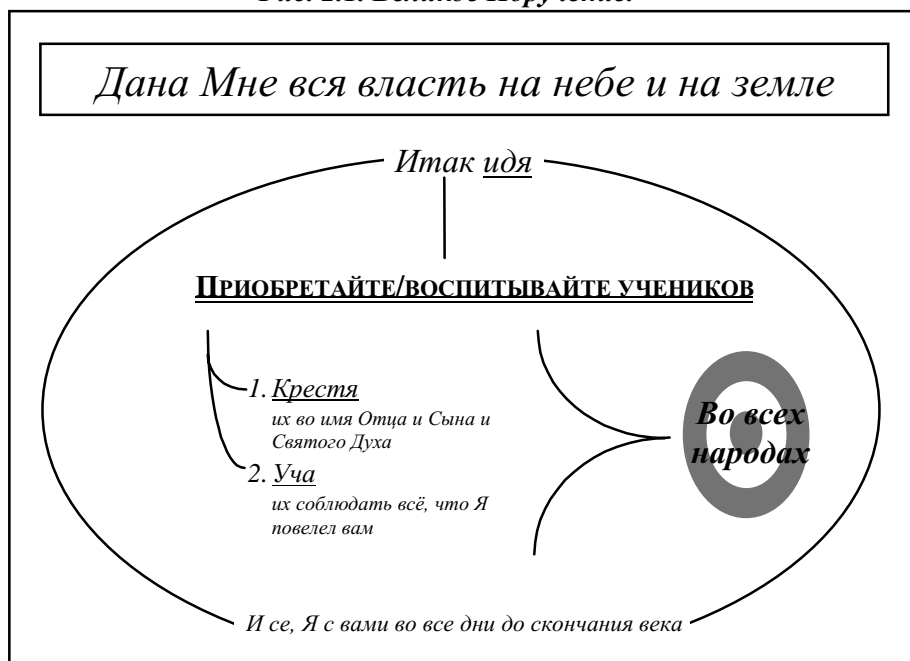 Дана Мне вся власть на небе и на земле
Итак идя
ПРИОБРЕТАЙТЕ/ВОСПИТЫВАЙТЕ УЧЕНИКОВ
1. Крестя
их во имя Отца и Сына и
Святого Духа
2. Уча
их соблюдать всё, что Я
повелел вам
Во всех
народах
И се, Я с вами во все дни до скончания века